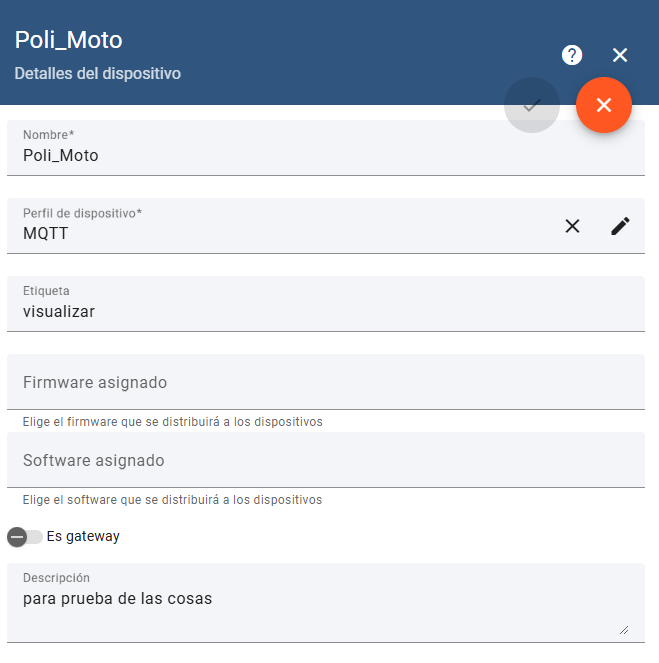 Poli_Moto
Detalles del dispositivo
Nombre*
Poli_Moto
Perfil de dispositivo*
MQTT
Etiqueta
visualizar
Firmware asignado
Elige el firmware que se distribuirá a los dispositivos
Software asignado
Elige el software que se distribuirá a los dispositivos
Es gateway
Descripción
para prueba de las cosas